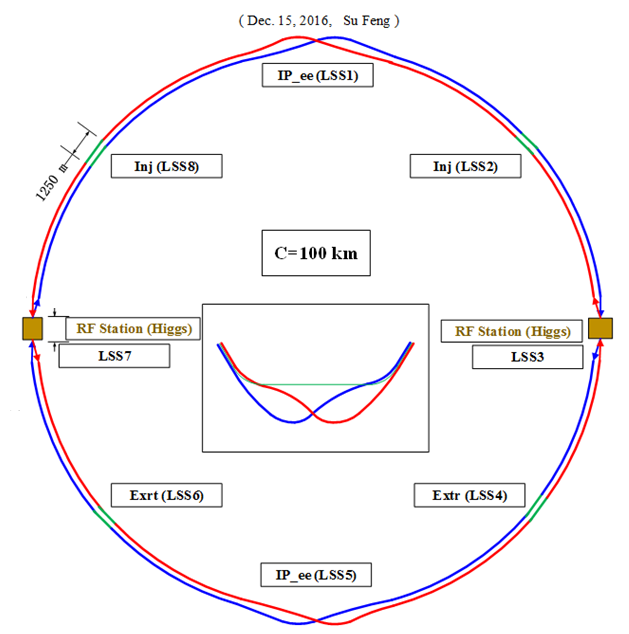 ( Dec. 15, 2016, Su Feng )
IP_ee (LSS1)
1250 m
Inj (LSS8)
Inj (LSS2)
C=100 km
RF Station (Higgs)
RF Station (Higgs)
LSS7
LSS3
Exrt (LSS6)
Extr (LSS4)
IP_ee (LSS5)